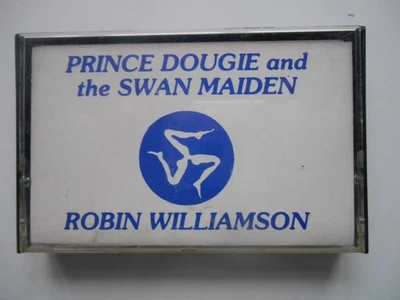 PRINCE DOUGIE and
the SWAN MAIDEN
ROBIN WILLIAMSON